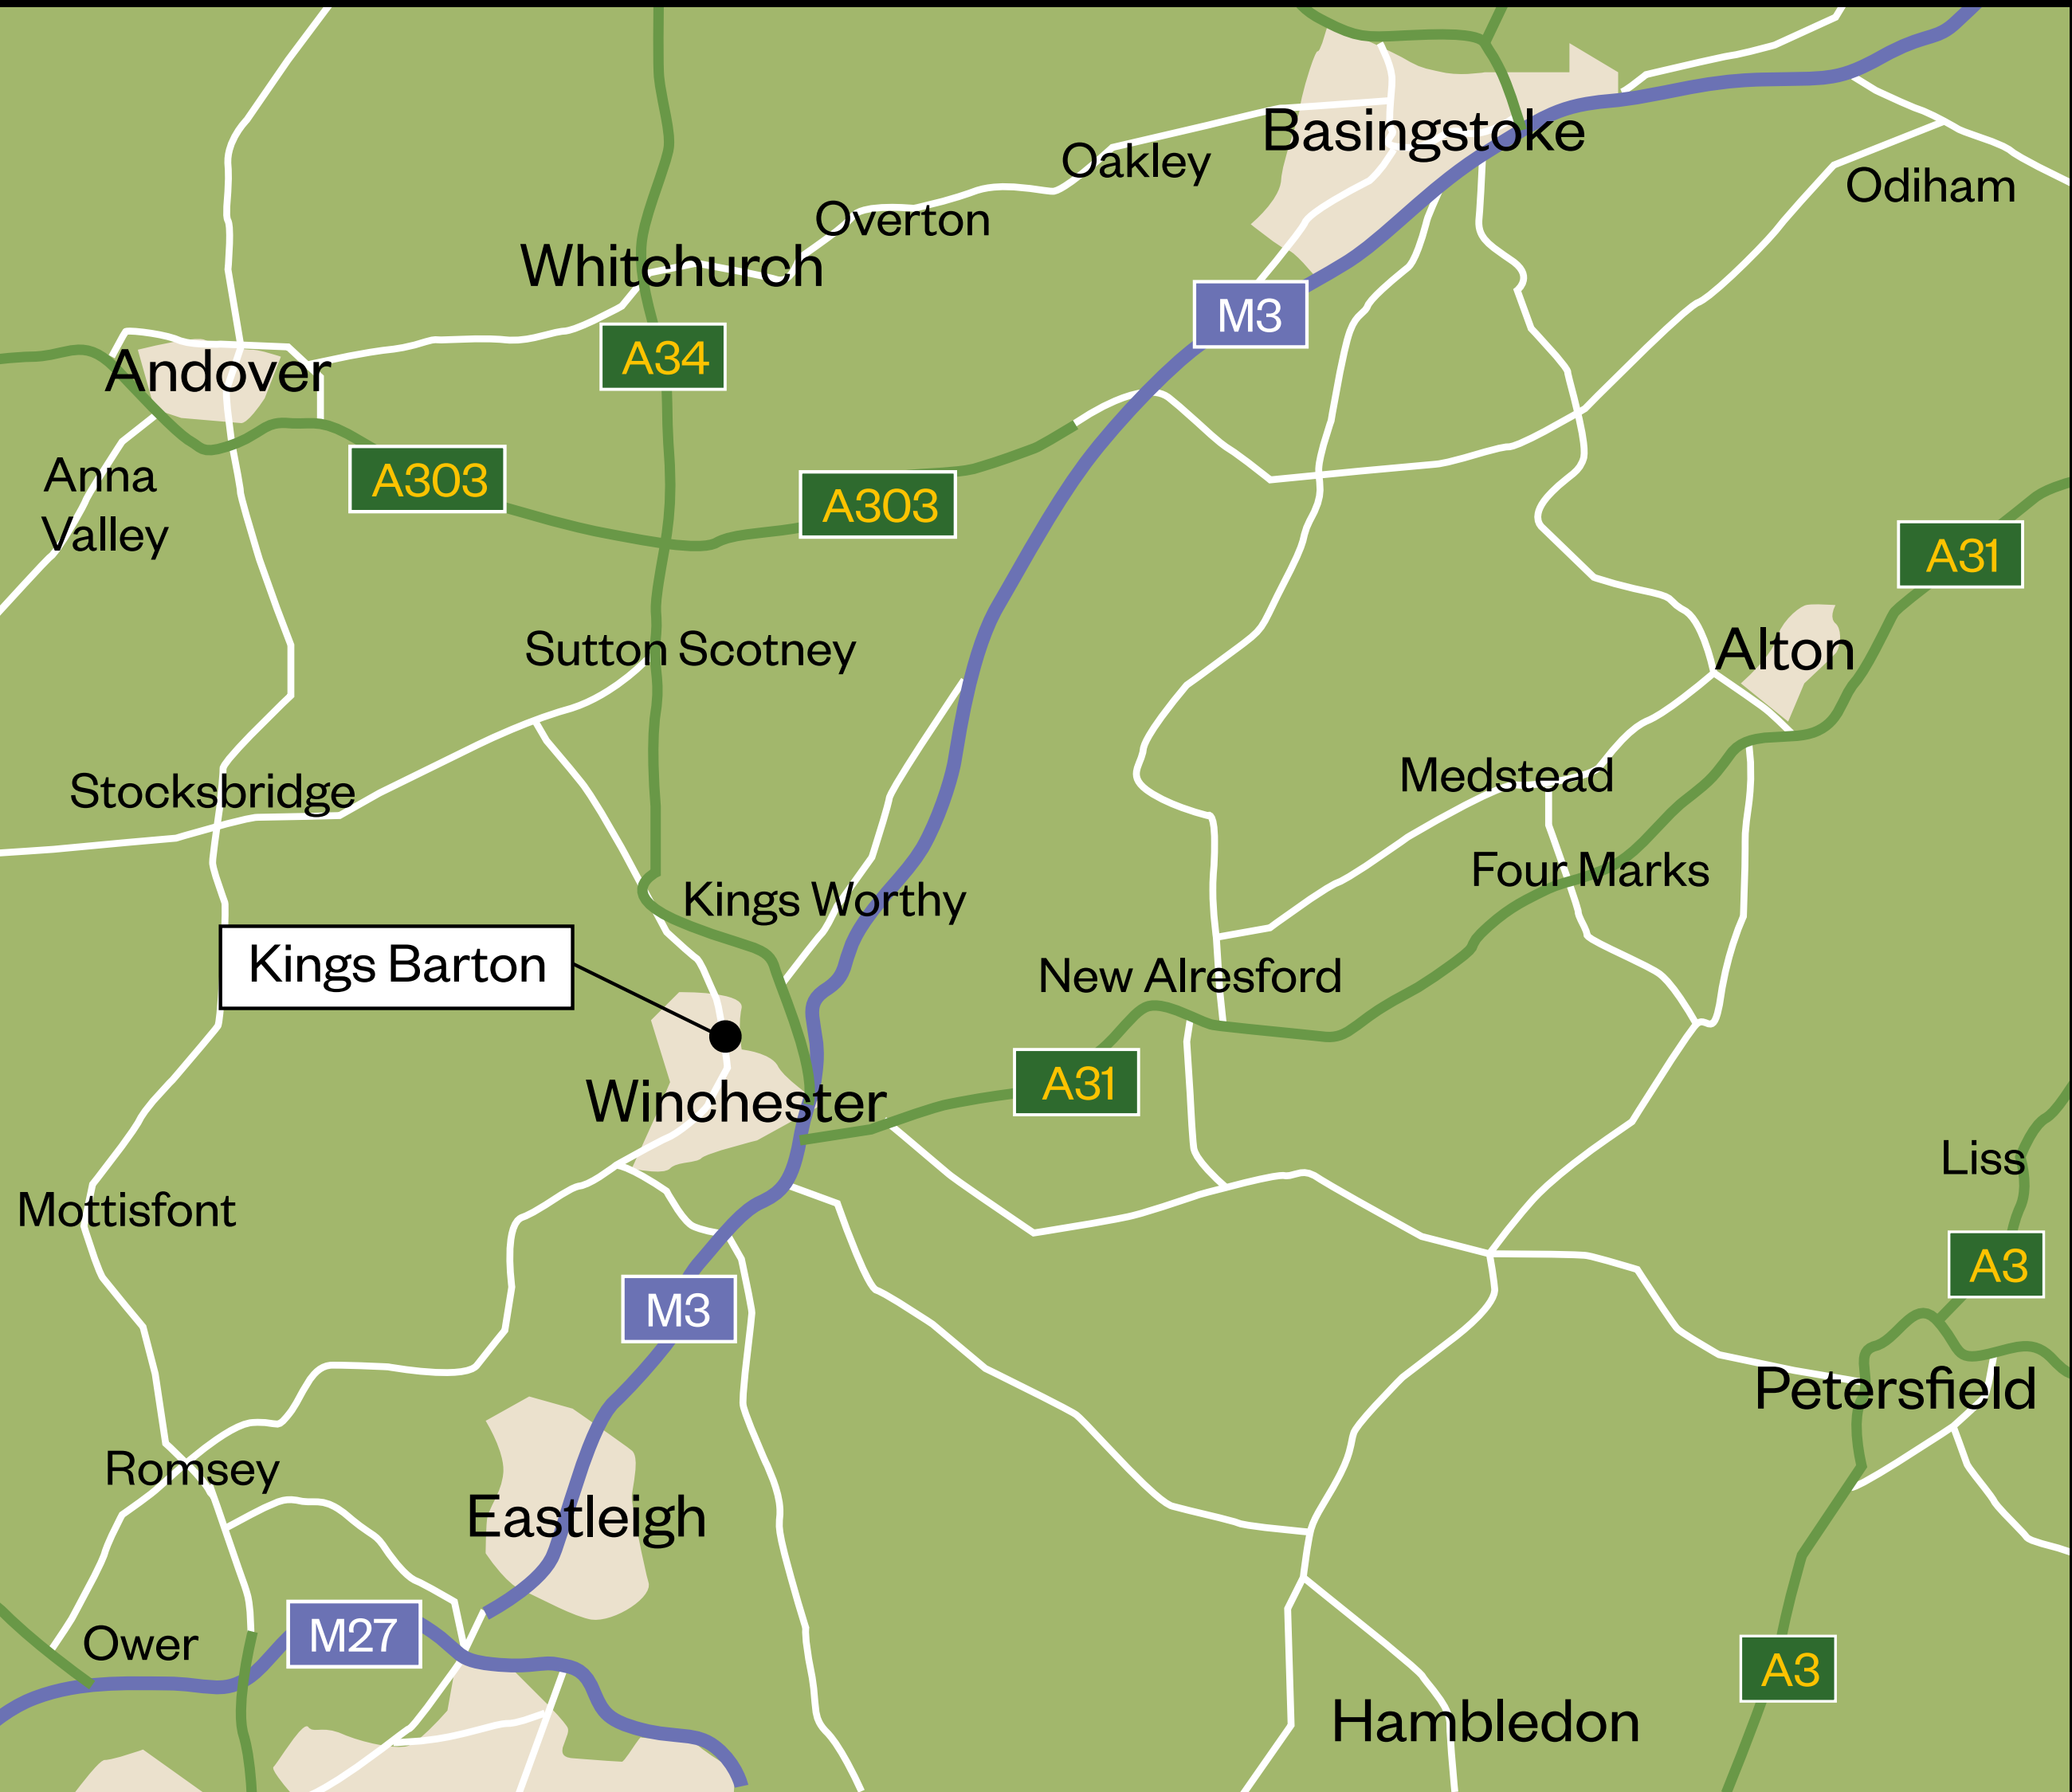 Basingstoke
Oakley
Odiham
Overton
Whitchurch
M3
A34
Andover
Anna
Valley
A303
A303
A31
Sutton Scotney
Alton
Stocksbridge
Medstead
Four Marks
Kings Worthy
Kings Barton
New Alresford
A31
Winchester
Liss
Mottisfont
A3
M3
Petersfield
Romsey
Eastleigh
M27
Ower
A3
Hambledon